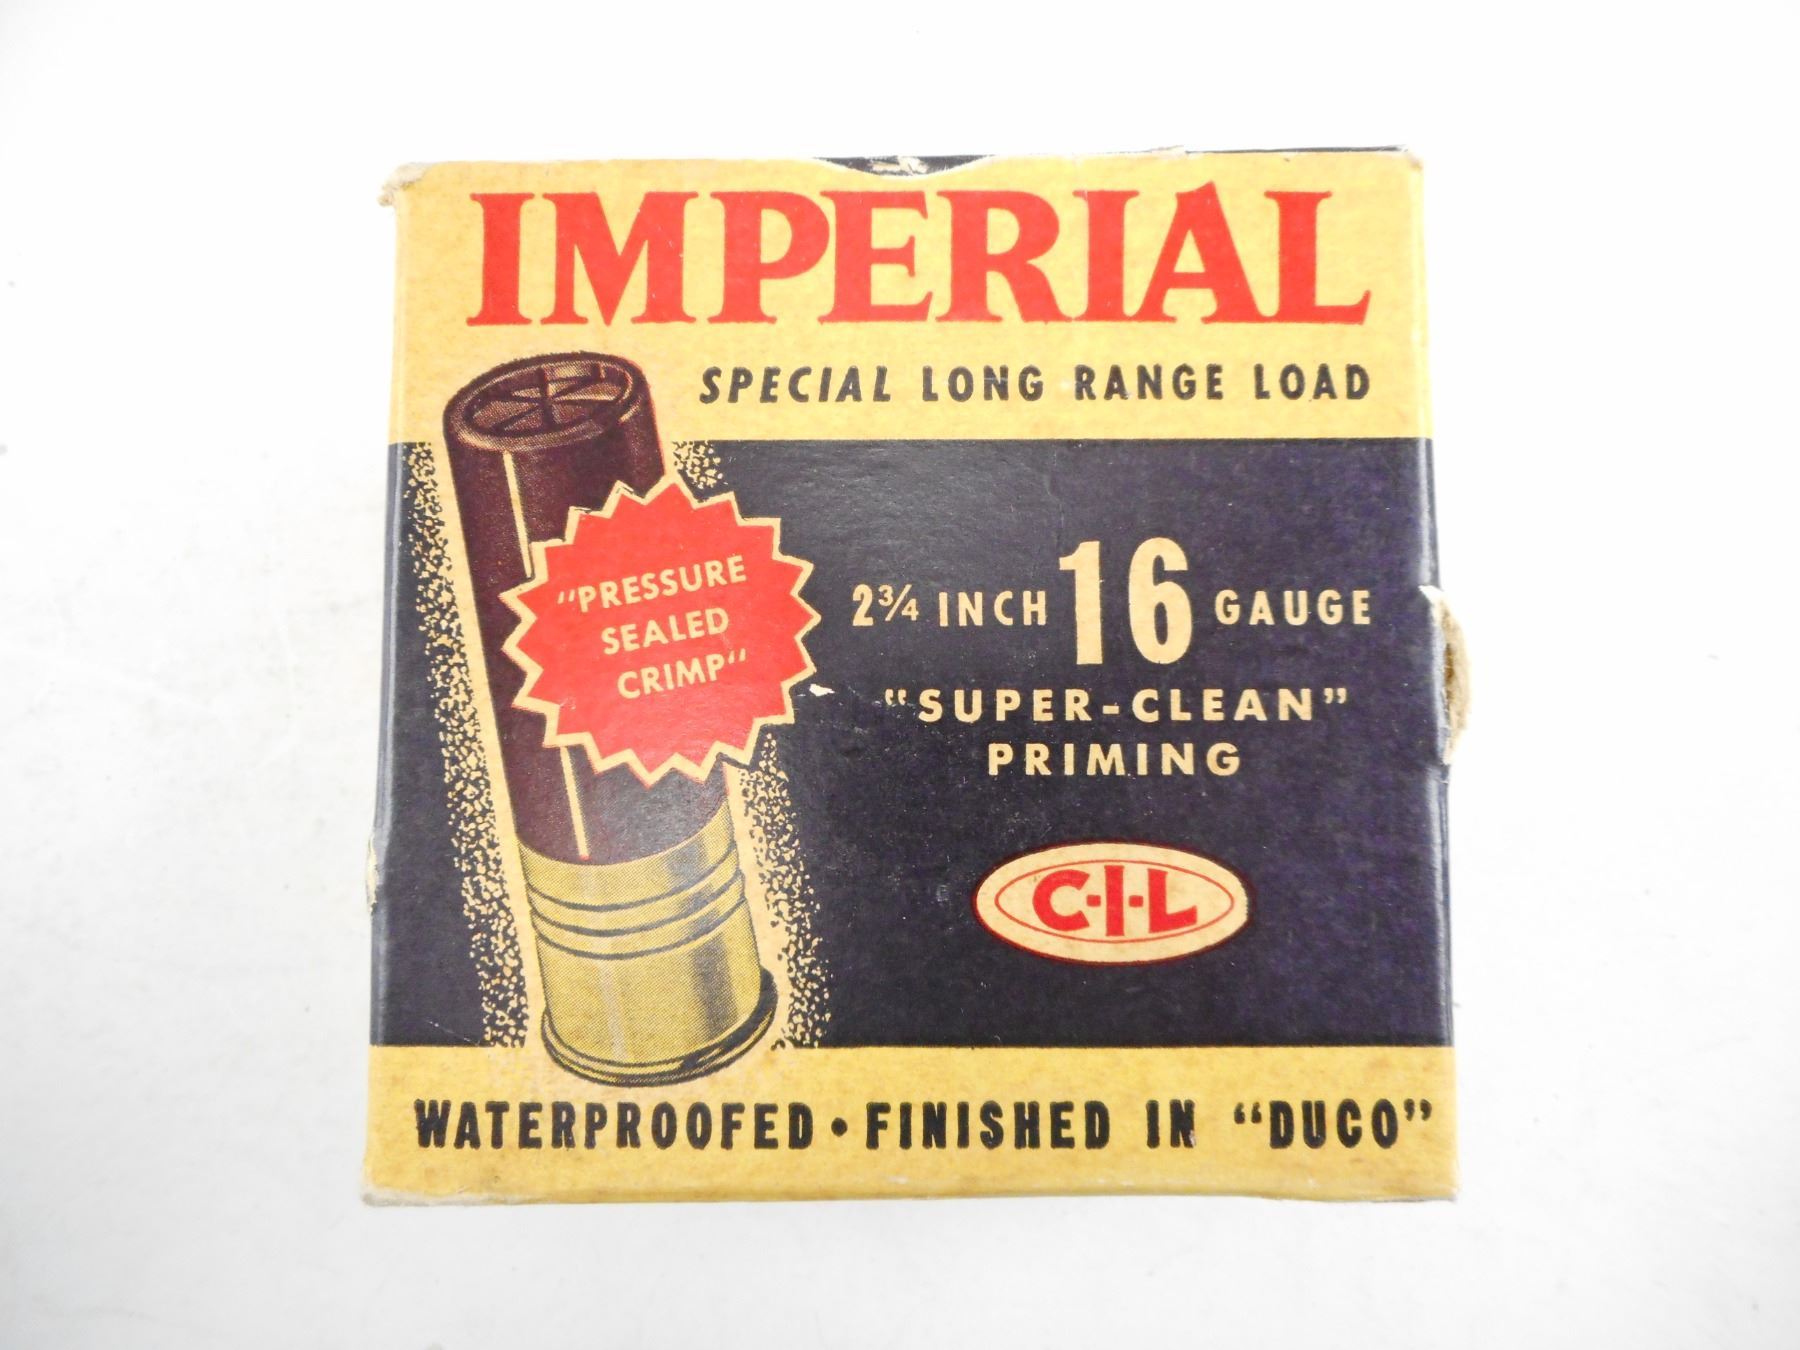 IMPERIAL
SPECIAL LONG RANGE LOAD
"PRESSURE
SEALED
CRIMP"
2¾ INCH 16 GAUGE
"SUPER-CLEAN"
PRIMING
C-I-L
WATERPROOFED • FINISHED IN "DUCO"